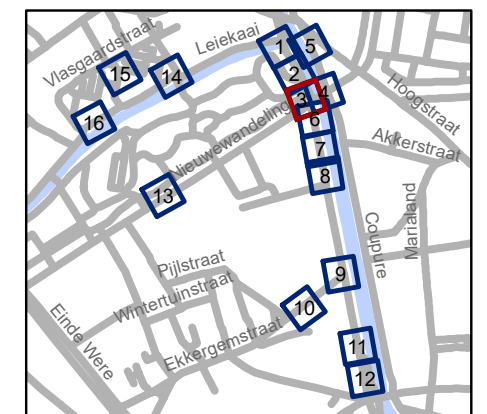 Vlasgaardstraat
Leiekaai
1
5
15
14
2
3
4
Hoogstraat
16
6
Nieuwewandeling
7
Akkerstraat
8
13
Marialand
Coupure
Pijlstraat
9
Wintertuinstraat
10
Einde Were
Ekkergemstraat
11
12